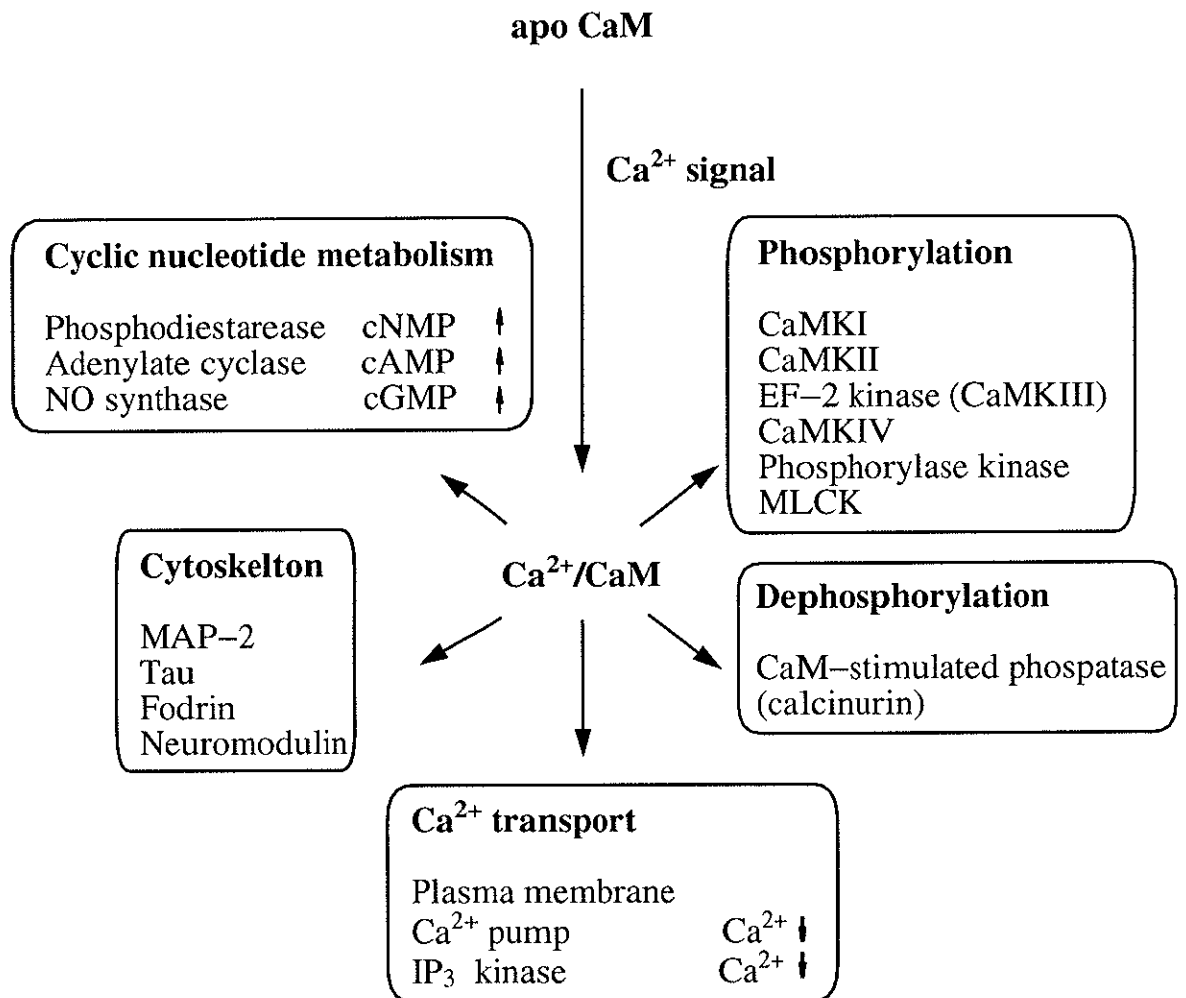 apo CaM
Ca²⁺ signal
Cyclic nucleotide metabolism
Phosphodiestarease cNMP ↑
Adenylate cyclase cAMP ↑
NO synthase cGMP ↑
Phosphorylation
CaMKI
CaMKII
EF–2 kinase (CaMKIII)
CaMKIV
Phosphorylase kinase
MLCK
Cytoskelton
MAP–2
Tau
Fodrin
Neuromodulin
Ca²⁺/CaM
Dephosphorylation
CaM–stimulated phospatase
(calcinurin)
Ca²⁺ transport
Plasma membrane
Ca²⁺ pump Ca²⁺ ↓
IP₃ kinase Ca²⁺ ↓